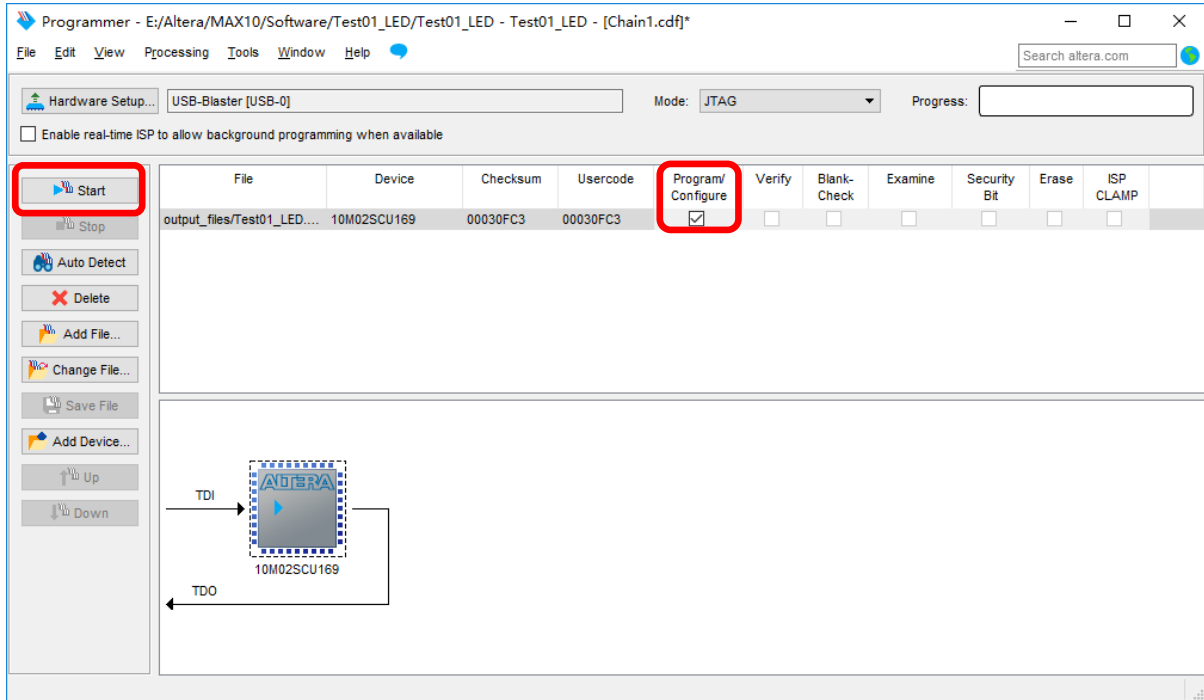 Programmer - E:/Altera/MAX10/Software/Test01_LED/Test01_LED - Test01_LED - [Chain1.cdf]*
File Edit View Processing Tools Window Help
Search altera.com
Hardware Setup... USB-Blaster [USB-0] Mode: JTAG Progress:
Enable real-time ISP to allow background programming when available
Start
Stop
Auto Detect
Delete
Add File...
Change File...
Save File
Add Device...
Up
Down
File Device Checksum Usercode Program/ Configure Verify Blank- Check Examine Security Bit Erase ISP CLAMP
output_files/Test01_LED.... 10M02SCU169 00030FC3 00030FC3
TDI
ALTERA
10M02SCU169
TDO